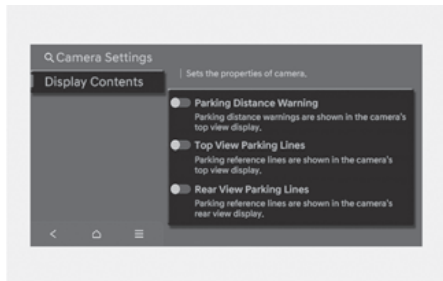 Camera Settings
Display Contents
Sets the properties of camera.
Parking Distance Warning
Parking distance warnings are shown in the camera's
top view display.
Top View Parking Lines
Parking reference lines are shown in the camera's
top view display.
Rear View Parking Lines
Parking reference lines are shown in the camera's
rear view display.